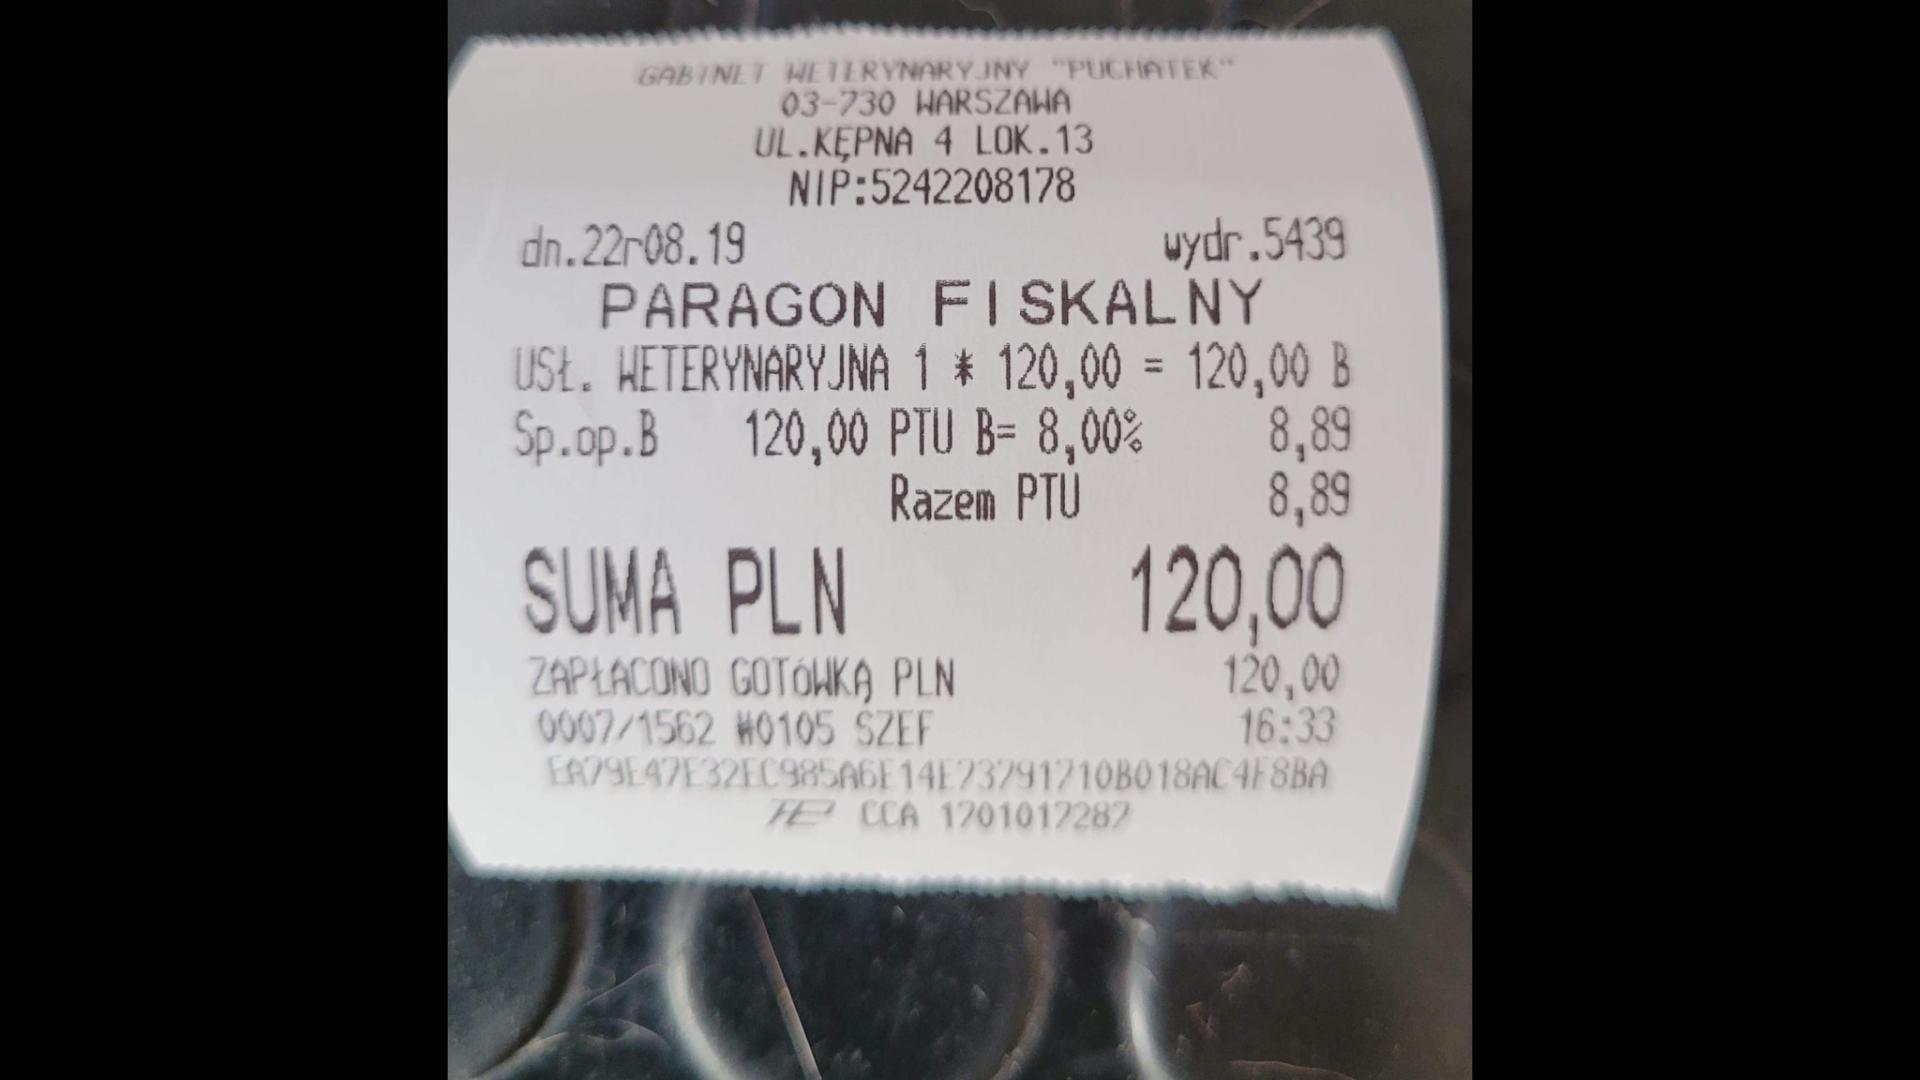 GABINET WETERYNARYJNY "PUCHATEK"
03-730 WARSZAWA
UL.KĘPNA 4 LOK.13
NIP:5242208178
dn.22r08.19 wydr.5439
PARAGON FISKALNY
USŁ. WETERYNARYJNA 1 * 120,00 = 120,00 B
Sp.op.B 120,00 PTU B= 8,00% 8,89
Razem PTU 8,89
SUMA PLN 120,00
ZAPŁACONO GOTÓWKĄ PLN 120,00
0007/1562 #0105 SZEF 16:33
EA79E47E32EC985A6E14E73791710B018AC4F8BA
CCA 1701017287